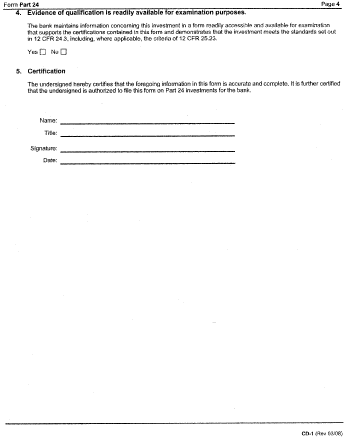 Form Part 24 Page 4
4. Evidence of qualification is readily available for examination purposes.
The bank maintains information concerning this investment in a form readily accessible and available for examination
that supports the certifications contained in this form and demonstrates that the investment meets the standards set out
in 12 CFR 24.3, including, where applicable, the criteria of 12 CFR 25.23.
Yes No
5. Certification
The undersigned hereby certifies that the foregoing information in this form is accurate and complete. It is further certified
that the undersigned is authorized to file this form on Part 24 investments for the bank.
Name:
Title:
Signature:
Date:
CD-1 (Rev 03/08)